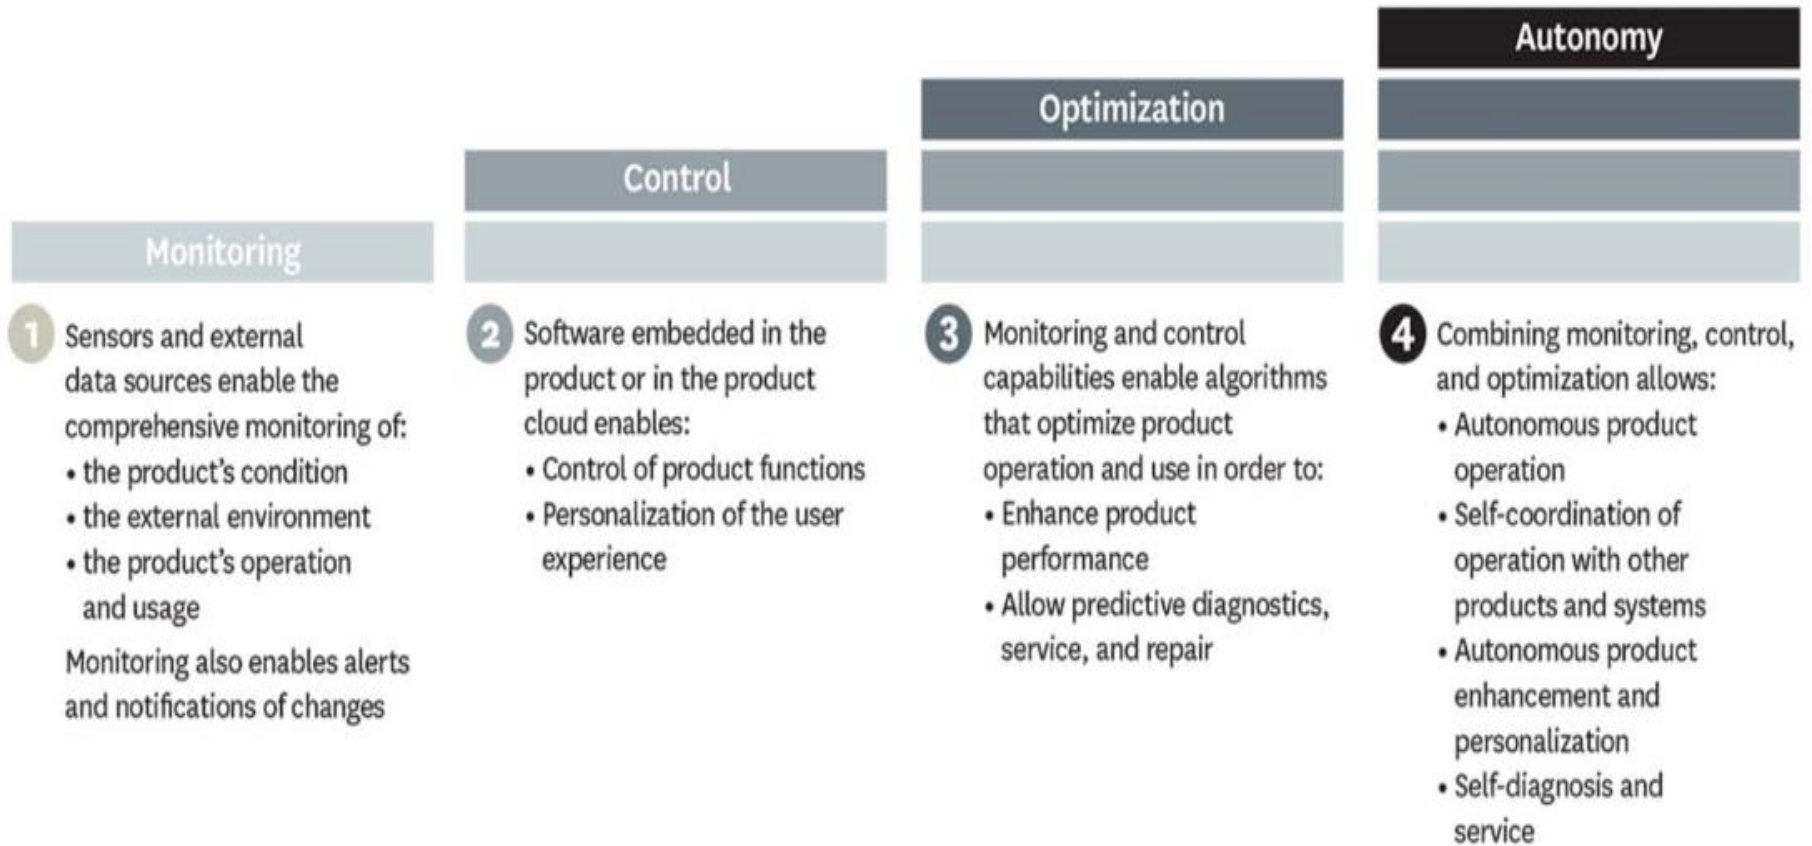 Monitoring
1
Sensors and external
data sources enable the
comprehensive monitoring of:
• the product's condition
• the external environment
• the product's operation
and usage
Monitoring also enables alerts
and notifications of changes
Control
2
Software embedded in the
product or in the product
cloud enables:
• Control of product functions
• Personalization of the user
experience
Optimization
3
Monitoring and control
capabilities enable algorithms
that optimize product
operation and use in order to:
• Enhance product
performance
• Allow predictive diagnostics,
service, and repair
Autonomy
4
Combining monitoring, control,
and optimization allows:
• Autonomous product
operation
• Self-coordination of
operation with other
products and systems
• Autonomous product
enhancement and
personalization
• Self-diagnosis and
service